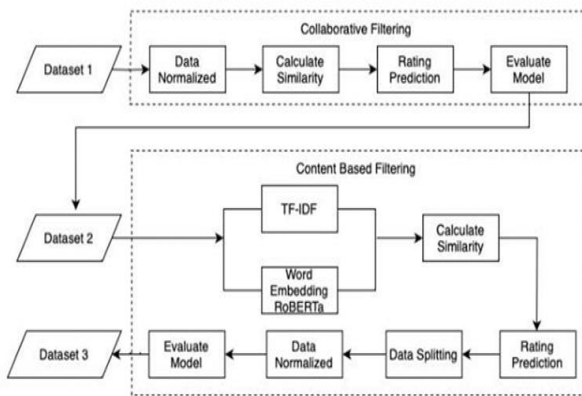 Collaborative Filtering
Dataset 1
Data
Normalized
Calculate
Similarity
Rating
Prediction
Evaluate
Model
Content Based Filtering
Dataset 2
TF-IDF
Word
Embedding
RoBERTa
Calculate
Similarity
Dataset 3
Evaluate
Model
Data
Normalized
Data Splitting
Rating
Prediction